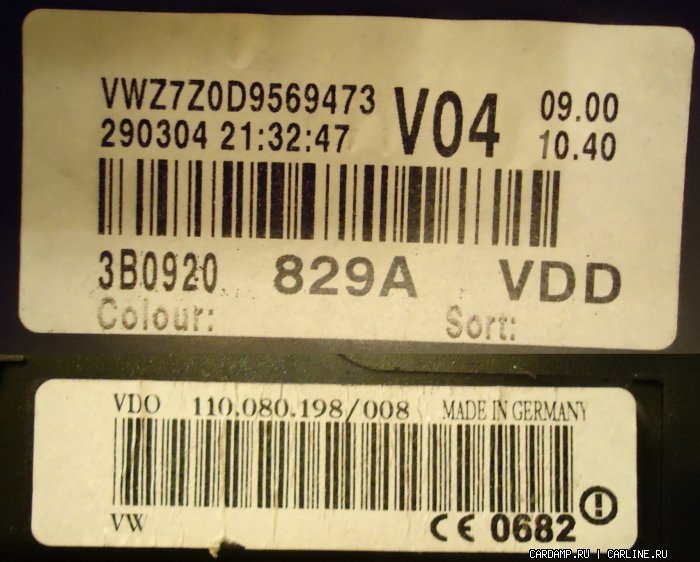 VWZ7Z0D9569473 V04 09.00
290304 21:32:47 10.40
3B0920 829A VDD
Colour: Sort:
VDO 110.080.198/008 MADE IN GERMANY
VW CE 0682
CARDAMP.RU | CARLINE.RU